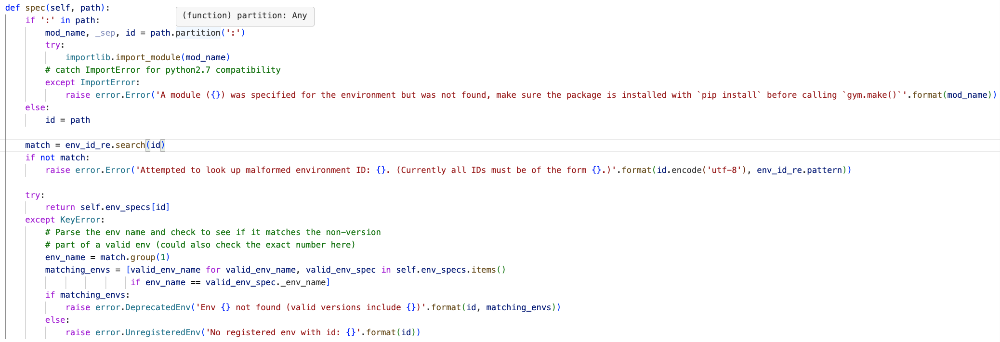 def spec(self, path):
(function) partition: Any
    if ':' in path:
        mod_name, _sep, id = path.partition(':')
        try:
            importlib.import_module(mod_name)
        # catch ImportError for python2.7 compatibility
        except ImportError:
            raise error.Error('A module ({}) was specified for the environment but was not found, make sure the package is installed with `pip install` before calling `gym.make()`'.format(mod_name))
    else:
        id = path

    match = env_id_re.search(id)
    if not match:
        raise error.Error('Attempted to look up malformed environment ID: {}. (Currently all IDs must be of the form {}.)'.format(id.encode('utf-8'), env_id_re.pattern))

    try:
        return self.env_specs[id]
    except KeyError:
        # Parse the env name and check to see if it matches the non-version
        # part of a valid env (could also check the exact number here)
        env_name = match.group(1)
        matching_envs = [valid_env_name for valid_env_name, valid_env_spec in self.env_specs.items()
                         if env_name == valid_env_spec._env_name]
        if matching_envs:
            raise error.DeprecatedEnv('Env {} not found (valid versions include {})'.format(id, matching_envs))
        else:
            raise error.UnregisteredEnv('No registered env with id: {}'.format(id))